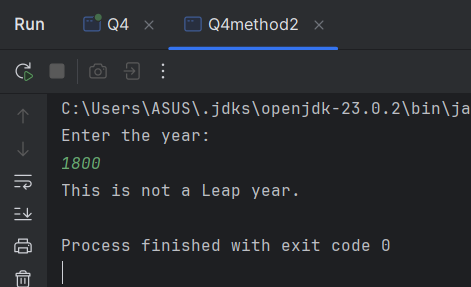 Run Q4 Q4method2
C:\Users\ASUS\.jdks\openjdk-23.0.2\bin\ja
Enter the year:
1800
This is not a Leap year.
Process finished with exit code 0